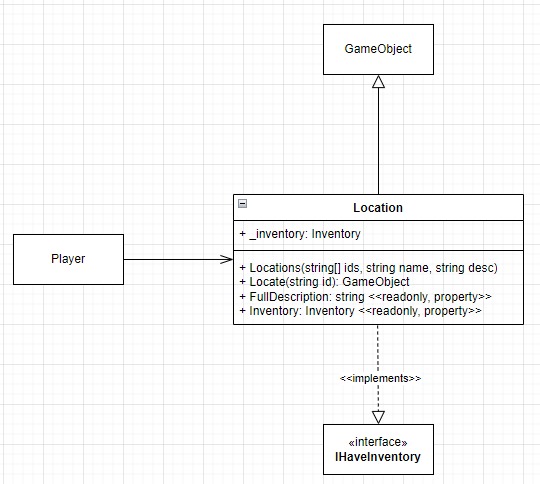 GameObject
Location
+ _inventory: Inventory
Player
+ Locations(string[] ids, string name, string desc)
+ Locate(string id): GameObject
+ FullDescription: string <<readonly, property>>
+ Inventory: Inventory <<readonly, property>>
<<implements>>
«interface»
IHaveInventory